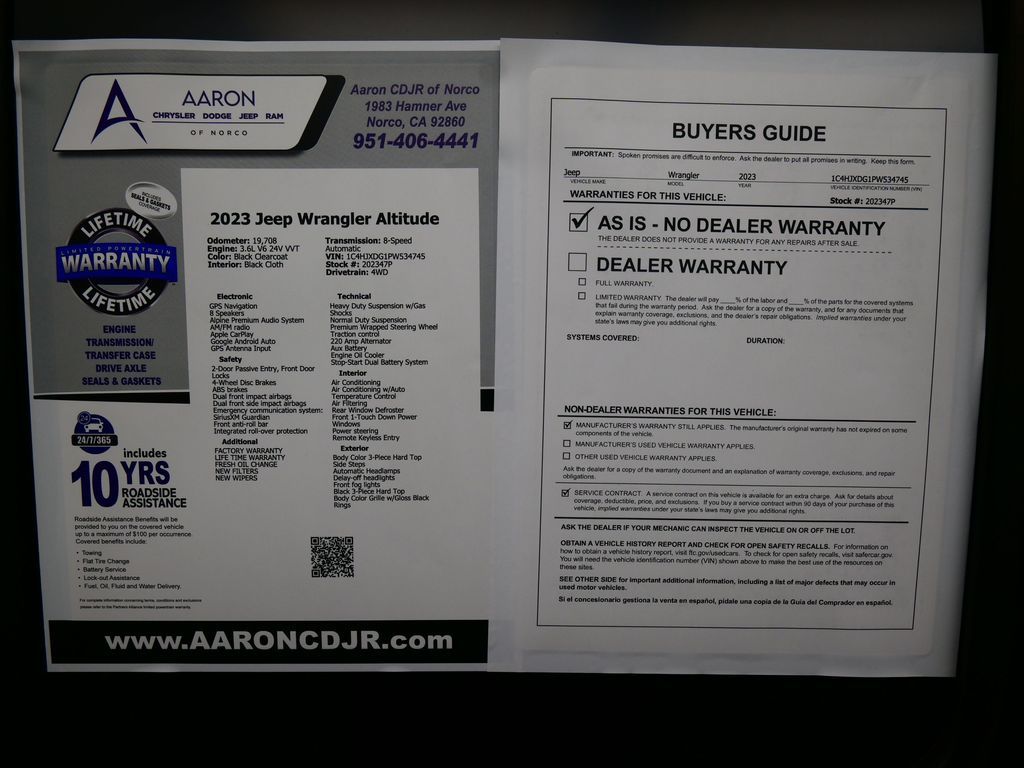 AARON
CHRYSLER DODGE JEEP RAM
OF NORCO
Aaron CDJR of Norco
1983 Hamner Ave
Norco, CA 92860
951-406-4441
INCLUDES
SEALS & GASKETS
COVERAGE
LIFETIME
LIMITED POWERTRAIN
WARRANTY
LIFETIME
ENGINE
TRANSMISSION/
TRANSFER CASE
DRIVE AXLE
SEALS & GASKETS
24/7/365
includes
10 YRS
ROADSIDE
ASSISTANCE
Roadside Assistance Benefits will be
provided to you on the covered vehicle
up to a maximum of $100 per occurrence.
Covered benefits include:
• Towing
• Flat Tire Change
• Battery Service
• Lock-out Assistance
• Fuel, Oil, Fluid and Water Delivery.
For complete information concerning terms, conditions and exclusions
please refer to the Partners Alliance limited powertrain warranty.
2023 Jeep Wrangler Altitude
Odometer: 19,708
Engine: 3.6L V6 24V VVT
Color: Black Clearcoat
Interior: Black Cloth
Transmission: 8-Speed
Automatic
VIN: 1C4HJXDG1PW534745
Stock #: 202347P
Drivetrain: 4WD
Electronic
GPS Navigation
8 Speakers
Alpine Premium Audio System
AM/FM radio
Apple CarPlay
Google Android Auto
GPS Antenna Input
Safety
2-Door Passive Entry, Front Door
Locks
4-Wheel Disc Brakes
ABS brakes
Dual front impact airbags
Dual front side impact airbags
Emergency communication system:
SiriusXM Guardian
Front anti-roll bar
Integrated roll-over protection
Additional
FACTORY WARRANTY
LIFE TIME WARRANTY
FRESH OIL CHANGE
NEW FILTERS
NEW WIPERS
Technical
Heavy Duty Suspension w/Gas
Shocks
Normal Duty Suspension
Premium Wrapped Steering Wheel
Traction control
220 Amp Alternator
Aux Battery
Engine Oil Cooler
Stop-Start Dual Battery System
Interior
Air Conditioning
Air Conditioning w/Auto
Temperature Control
Air Filtering
Rear Window Defroster
Front 1-Touch Down Power
Windows
Power steering
Remote Keyless Entry
Exterior
Body Color 3-Piece Hard Top
Side Steps
Automatic Headlamps
Delay-off headlights
Front fog lights
Black 3-Piece Hard Top
Body Color Grille w/Gloss Black
Rings
www.AARONCDJR.com
BUYERS GUIDE
IMPORTANT: Spoken promises are difficult to enforce. Ask the dealer to put all promises in writing. Keep this form.
Jeep Wrangler 2023 1C4HJXDG1PW534745
VEHICLE MAKE MODEL YEAR VEHICLE IDENTIFICATION NUMBER (VIN)
WARRANTIES FOR THIS VEHICLE: Stock #: 202347P
AS IS - NO DEALER WARRANTY
THE DEALER DOES NOT PROVIDE A WARRANTY FOR ANY REPAIRS AFTER SALE.
DEALER WARRANTY
FULL WARRANTY.
LIMITED WARRANTY. The dealer will pay ____% of the labor and ____% of the parts for the covered systems
that fail during the warranty period. Ask the dealer for a copy of the warranty, and for any documents that
explain warranty coverage, exclusions, and the dealer's repair obligations. Implied warranties under your
state's laws may give you additional rights.
SYSTEMS COVERED: DURATION:
NON-DEALER WARRANTIES FOR THIS VEHICLE:
MANUFACTURER'S WARRANTY STILL APPLIES. The manufacturer's original warranty has not expired on some
components of the vehicle.
MANUFACTURER'S USED VEHICLE WARRANTY APPLIES.
OTHER USED VEHICLE WARRANTY APPLIES.
Ask the dealer for a copy of the warranty document and an explanation of warranty coverage, exclusions, and repair
obligations.
SERVICE CONTRACT. A service contract on this vehicle is available for an extra charge. Ask for details about
coverage, deductible, price, and exclusions. If you buy a service contract within 90 days of your purchase of this
vehicle, implied warranties under your state's laws may give you additional rights.
ASK THE DEALER IF YOUR MECHANIC CAN INSPECT THE VEHICLE ON OR OFF THE LOT.
OBTAIN A VEHICLE HISTORY REPORT AND CHECK FOR OPEN SAFETY RECALLS. For information on
how to obtain a vehicle history report, visit ftc.gov/usedcars. To check for open safety recalls, visit safercar.gov.
You will need the vehicle identification number (VIN) shown above to make the best use of the resources on
these sites.
SEE OTHER SIDE for important additional information, including a list of major defects that may occur in
used motor vehicles.
Si el concesionario gestiona la venta en español, pídale una copia de la Guía del Comprador en español.